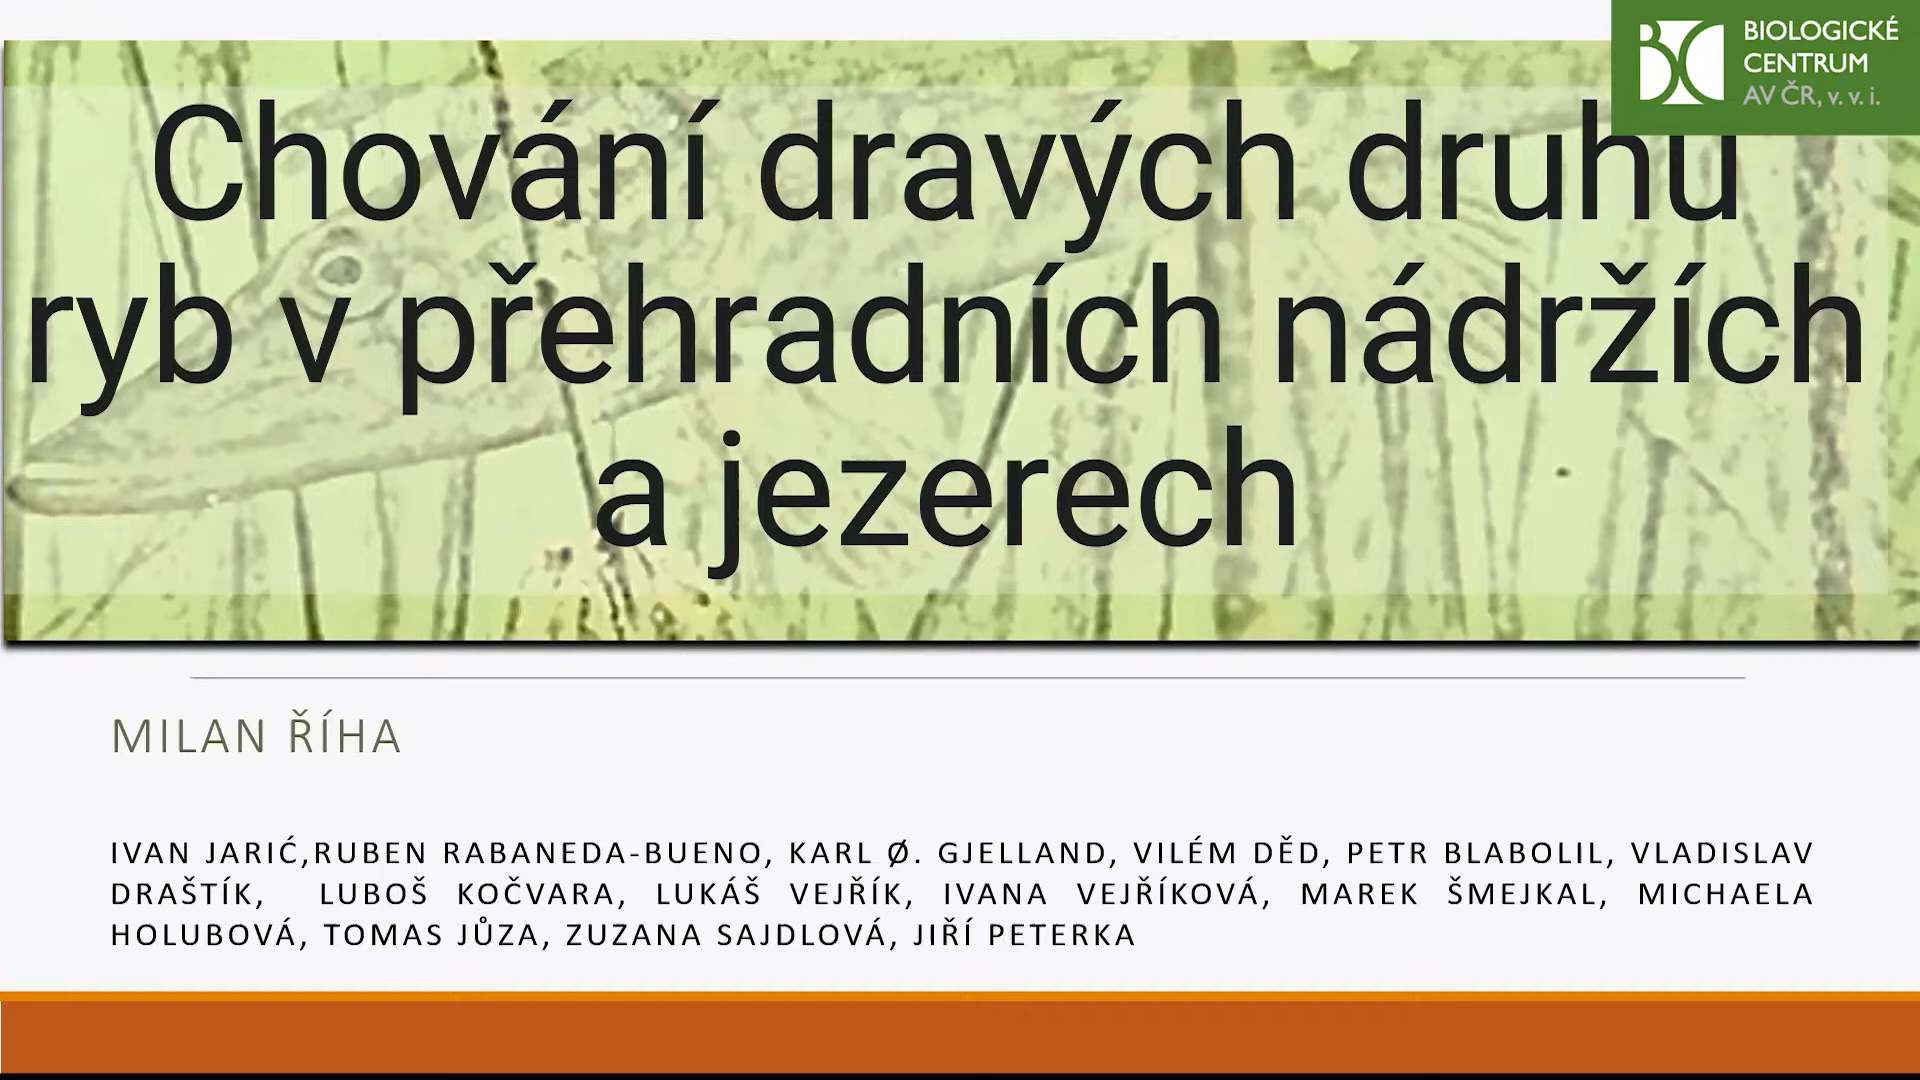 BIOLOGICKÉ
CENTRUM
AV ČR, v. v. i.
Chování dravých druhů
ryb v přehradních nádržích
a jezerech
MILAN ŘÍHA
IVAN JARIĆ,RUBEN RABANEDA-BUENO, KARL Ø. GJELLAND, VILÉM DĚD, PETR BLABOLIL, VLADISLAV
DRAŠTÍK, LUBOŠ KOČVARA, LUKÁŠ VEJŘÍK, IVANA VEJŘÍKOVÁ, MAREK ŠMEJKAL, MICHAELA
HOLUBOVÁ, TOMAS JŮZA, ZUZANA SAJDLOVÁ, JIŘÍ PETERKA